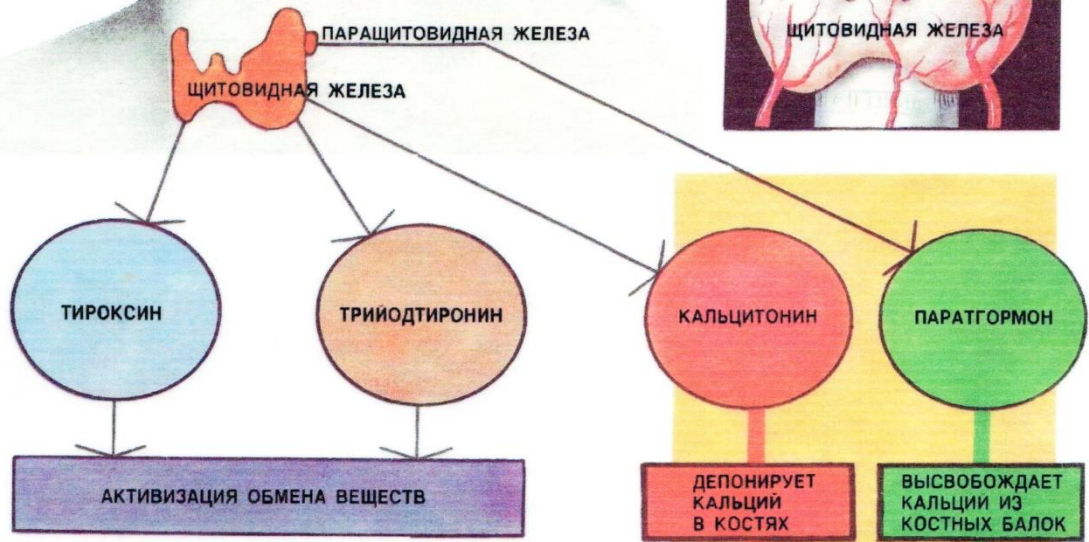 ПАРАЩИТОВИДНАЯ ЖЕЛЕЗА
ЩИТОВИДНАЯ ЖЕЛЕЗА
ЩИТОВИДНАЯ ЖЕЛЕЗА
ТИРОКСИН
ТРИЙОДТИРОНИН
КАЛЬЦИТОНИН
ПАРАТГОРМОН
АКТИВИЗАЦИЯ ОБМЕНА ВЕЩЕСТВ
ДЕПОНИРУЕТ
КАЛЬЦИЙ
В КОСТЯХ
ВЫСВОБОЖДАЕТ
КАЛЬЦИЙ ИЗ
КОСТНЫХ БАЛОК